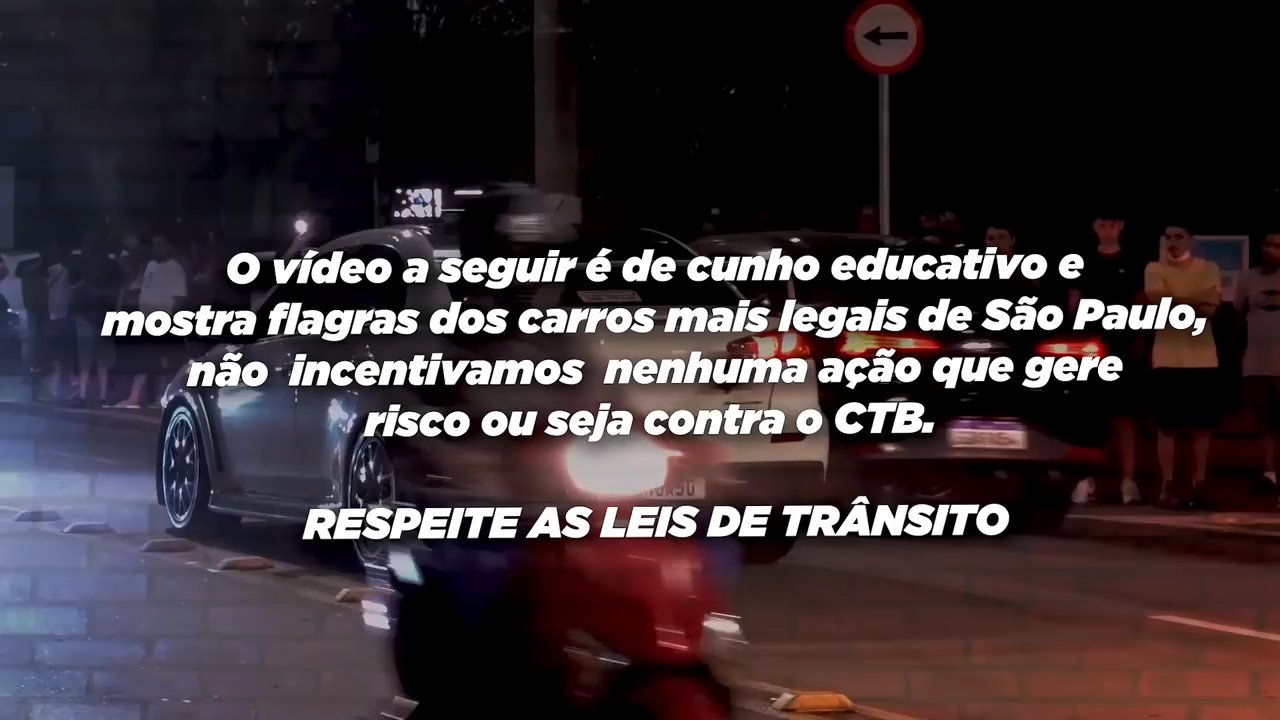 O vídeo a seguir é de cunho educativo e
mostra flagras dos carros mais legais de São Paulo,
não incentivamos nenhuma ação que gere
risco ou seja contra o CTB.
RESPEITE AS LEIS DE TRÂNSITO